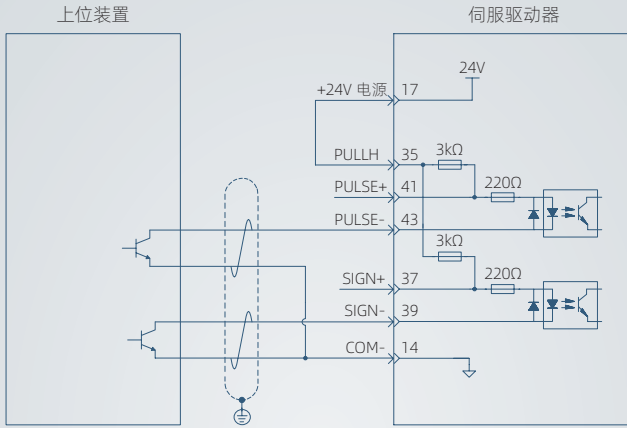 上位装置
伺服驱动器
24V
+24V 电源 17
PULLH 35 3kΩ
PULSE+ 41 220Ω
PULSE- 43
3kΩ
SIGN+ 37 220Ω
SIGN- 39
COM- 14